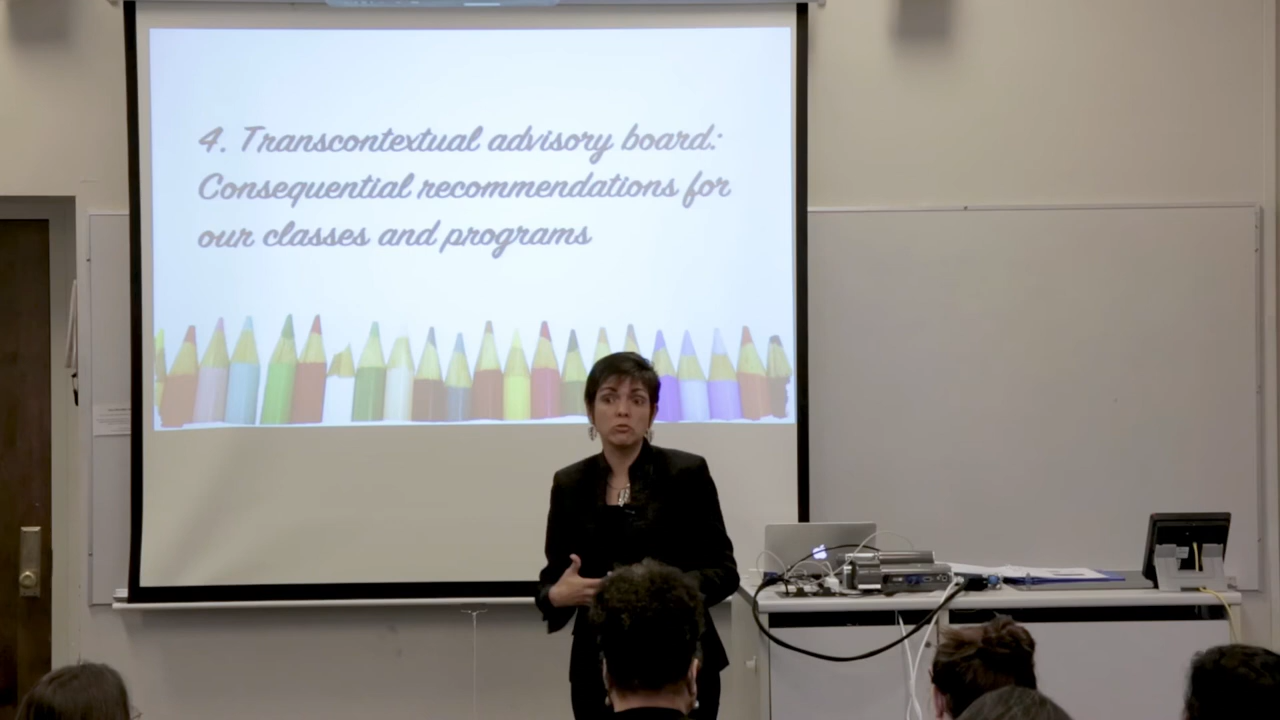 4. Transcontextual advisory board:
Consequential recommendations for
our classes and programs